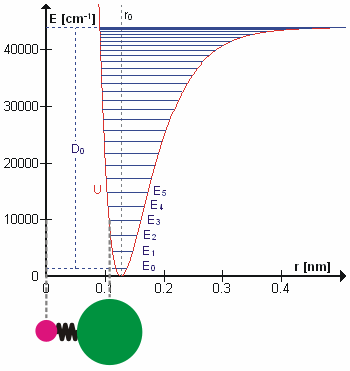 E [cm⁻¹]
r₀
40000
30000
D₀
20000
U
E₅
E₄
10000
E₃
E₂
E₁
E₀
0
r [nm]
0
0.1
0.2
0.3
0.4